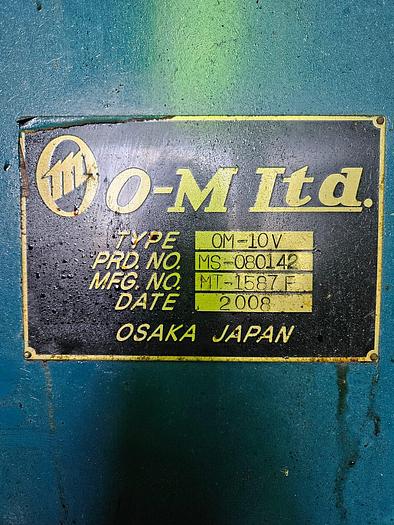 O-M Ltd.
TYPE OM-10V
PRD. NO. MS-080142
MFG. NO. MT-1587 F
DATE 2008
OSAKA JAPAN